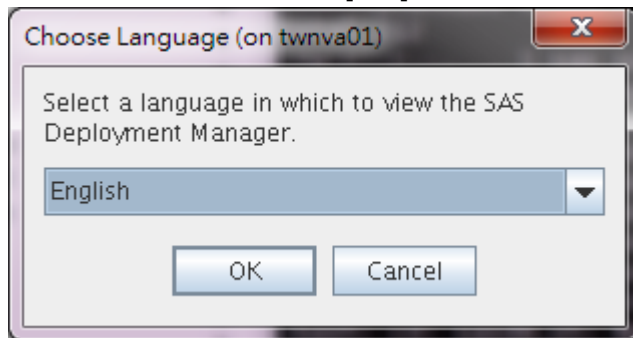 Choose Language (on twnva01)
Select a language in which to view the SAS
Deployment Manager.
English
OK
Cancel